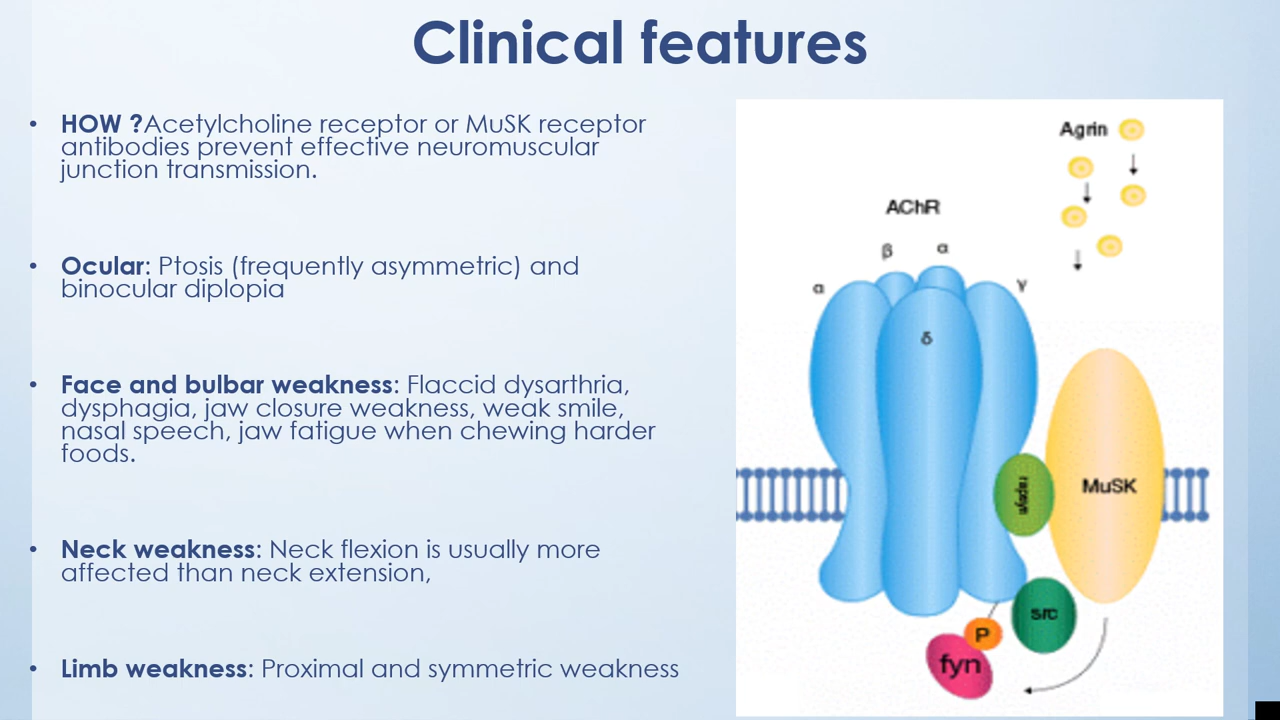 Clinical features
• HOW ?Acetylcholine receptor or MuSK receptor
antibodies prevent effective neuromuscular
junction transmission.
• Ocular: Ptosis (frequently asymmetric) and
binocular diplopia
• Face and bulbar weakness: Flaccid dysarthria,
dysphagia, jaw closure weakness, weak smile,
nasal speech, jaw fatigue when chewing harder
foods.
• Neck weakness: Neck flexion is usually more
affected than neck extension,
• Limb weakness: Proximal and symmetric weakness
Agrin
AChR
β
α
α
γ
δ
rapsyn
MuSK
src
P
fyn